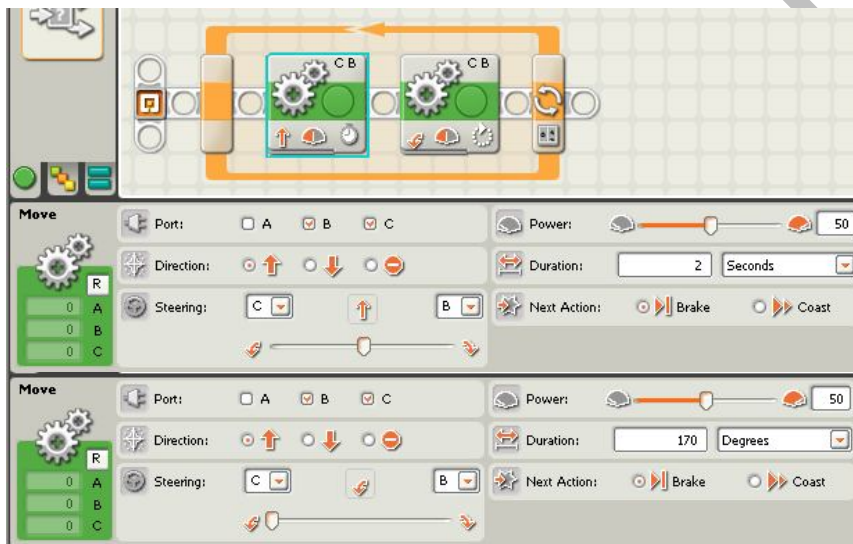 C B
C B
Move
Port: A B C
Power: 50
Direction:
Duration: 2 Seconds
R
Steering: C B
Next Action: Brake Coast
0 A
0 B
0 C
Move
Port: A B C
Power: 50
Direction:
Duration: 170 Degrees
R
Steering: C B
Next Action: Brake Coast
0 A
0 B
0 C